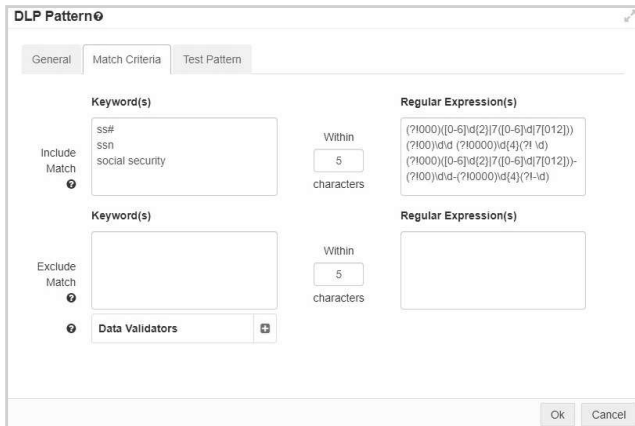 DLP Pattern?
General Match Criteria Test Pattern
Keyword(s) Regular Expression(s)
ss#
ssn
social security
Include
Match
?
Within
5
characters
(?!000)([0-6]\d{2}|7([0-6]\d|7[012]))
(?!00)\d\d (?!0000)\d{4}(?! \d)
(?!000)([0-6]\d{2}|7([0-6]\d|7[012]))-
(?!00)\d\d-(?!0000)\d{4}(?!-\d)
Keyword(s) Regular Expression(s)
Exclude
Match
?
Within
5
characters
? Data Validators
Ok Cancel